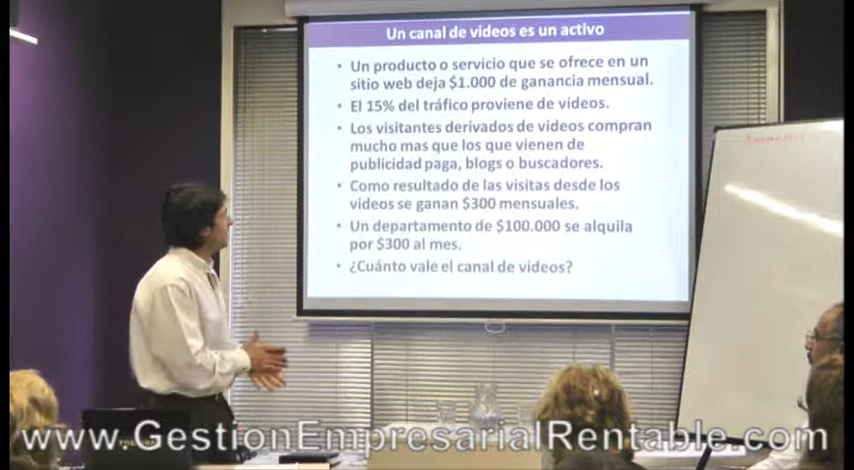 Un canal de videos es un activo
• Un producto o servicio que se ofrece en un
sitio web deja $1.000 de ganancia mensual.
• El 15% del tráfico proviene de videos.
• Los visitantes derivados de videos compran
mucho mas que los que vienen de
publicidad paga, blogs o buscadores.
• Como resultado de las visitas desde los
videos se ganan $300 mensuales.
• Un departamento de $100.000 se alquila
por $300 al mes.
• ¿Cuánto vale el canal de videos?
www.GestionEmpresarialRentable.com